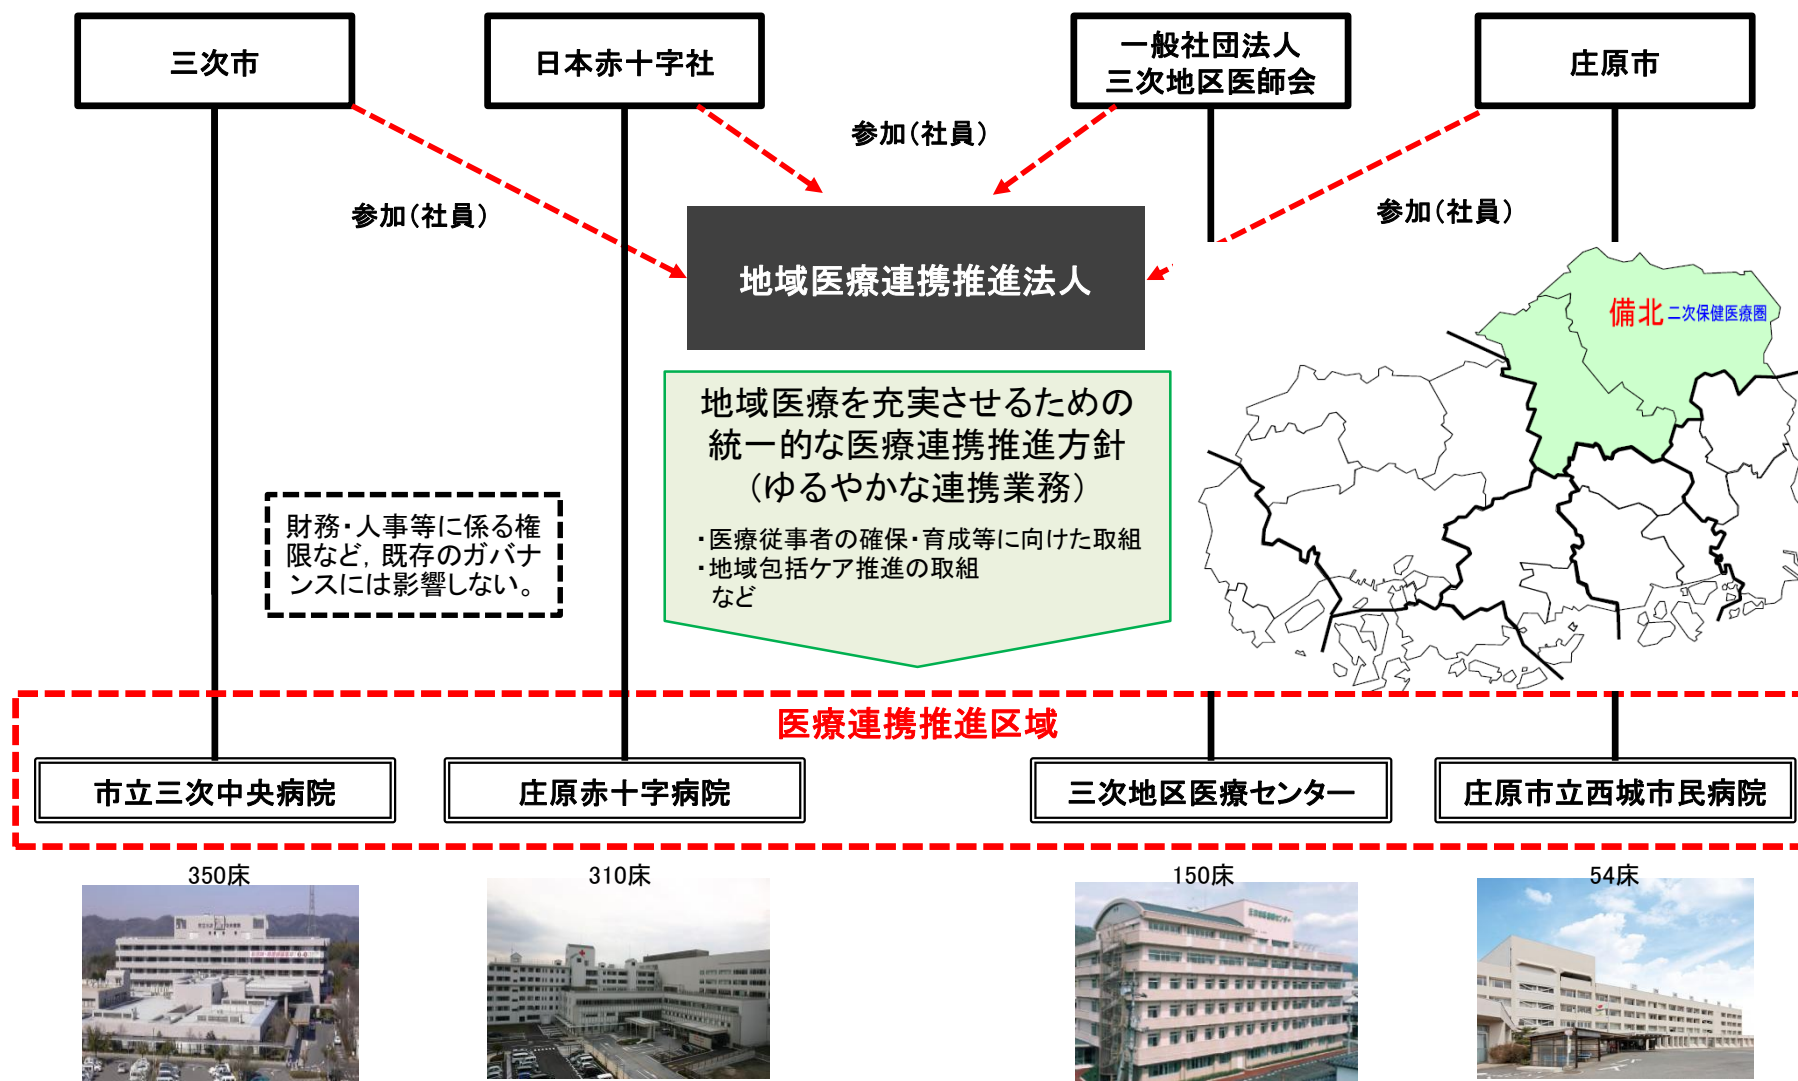 三次市
日本赤十字社
一般社団法人
三次地区医師会
庄原市
参加(社員)
参加(社員)
参加(社員)
地域医療連携推進法人
備北 二次保健医療圏
地域医療を充実させるための
統一的な医療連携推進方針
(ゆるやかな連携業務)
・医療従事者の確保・育成等に向けた取組
・地域包括ケア推進の取組
など
財務・人事等に係る権
限など，既存のガバナ
ンスには影響しない。
医療連携推進区域
市立三次中央病院
庄原赤十字病院
三次地区医療センター
庄原市立西城市民病院
350床
310床
150床
54床